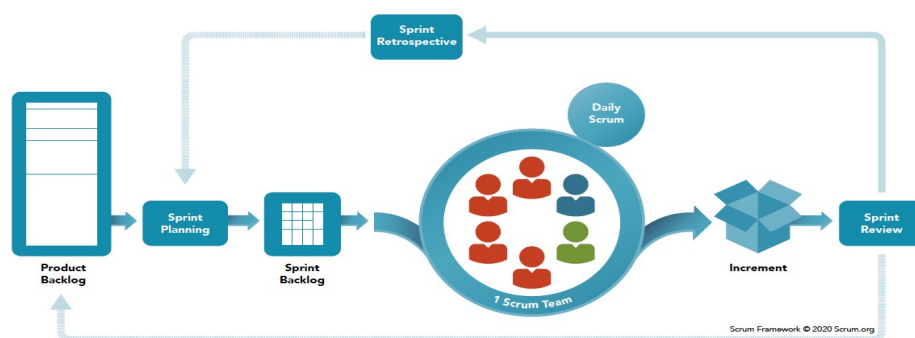 Sprint
Retrospective
Daily
Scrum
Sprint
Planning
Sprint
Review
Product
Backlog
Sprint
Backlog
1 Scrum Team
Increment
Scrum Framework © 2020 Scrum.org